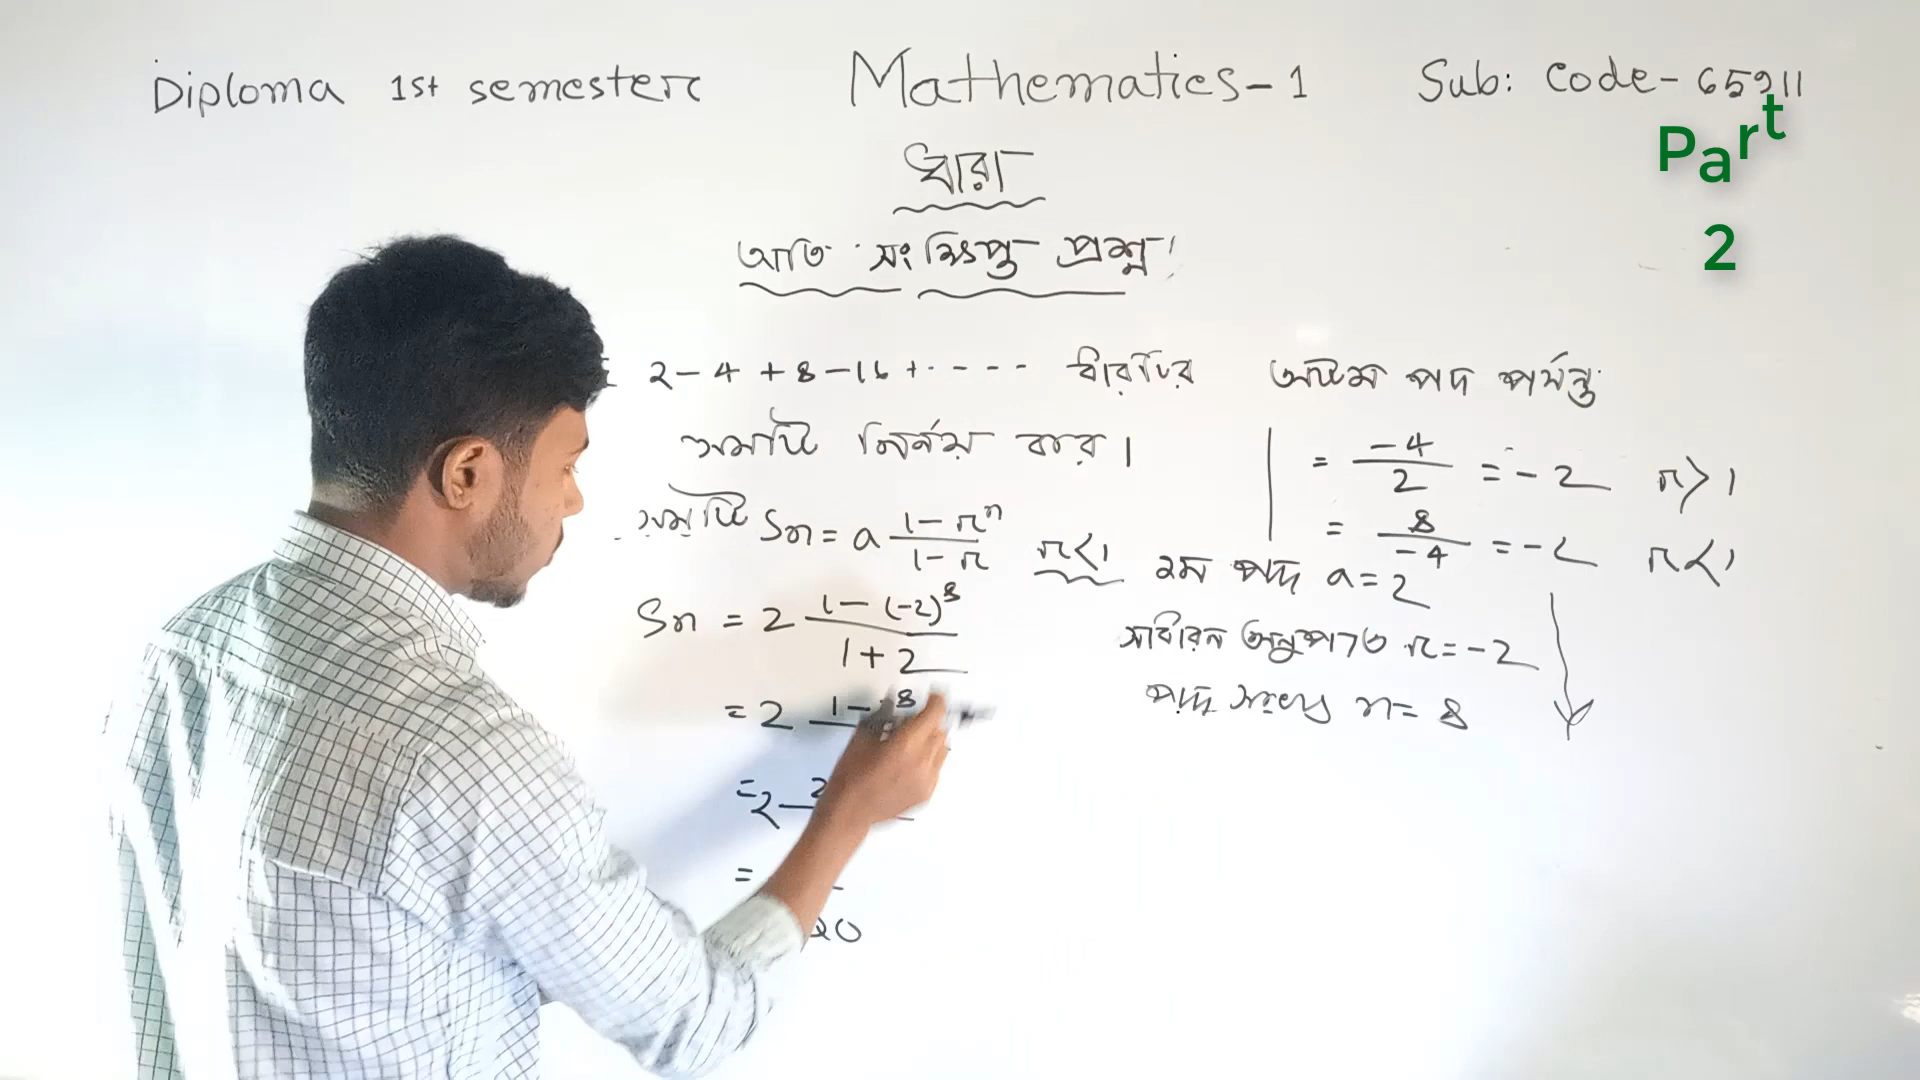 Diploma 1st semester Mathematics-1 Sub: Code- 65911
Part
2
ধারা
অতি সংক্ষিপ্ত প্রশ্ন
2 - 4 + 8 - 16 + ---- ধারাটির অষ্টম পদ পর্যন্ত
সমষ্টি নির্ণয় কর।
= -4/2 = -2 r>1
= 8/-4 = -2 r<1
সমষ্টি Sn = a (1-r^n)/(1-r) r<1
১ম পদ a = 2
Sn = 2 (1-(-2)^8)/(1+2)
সাধারন অনুপাত r = -2
= 2
পদ সংখ্যা n = 8
= 2
=